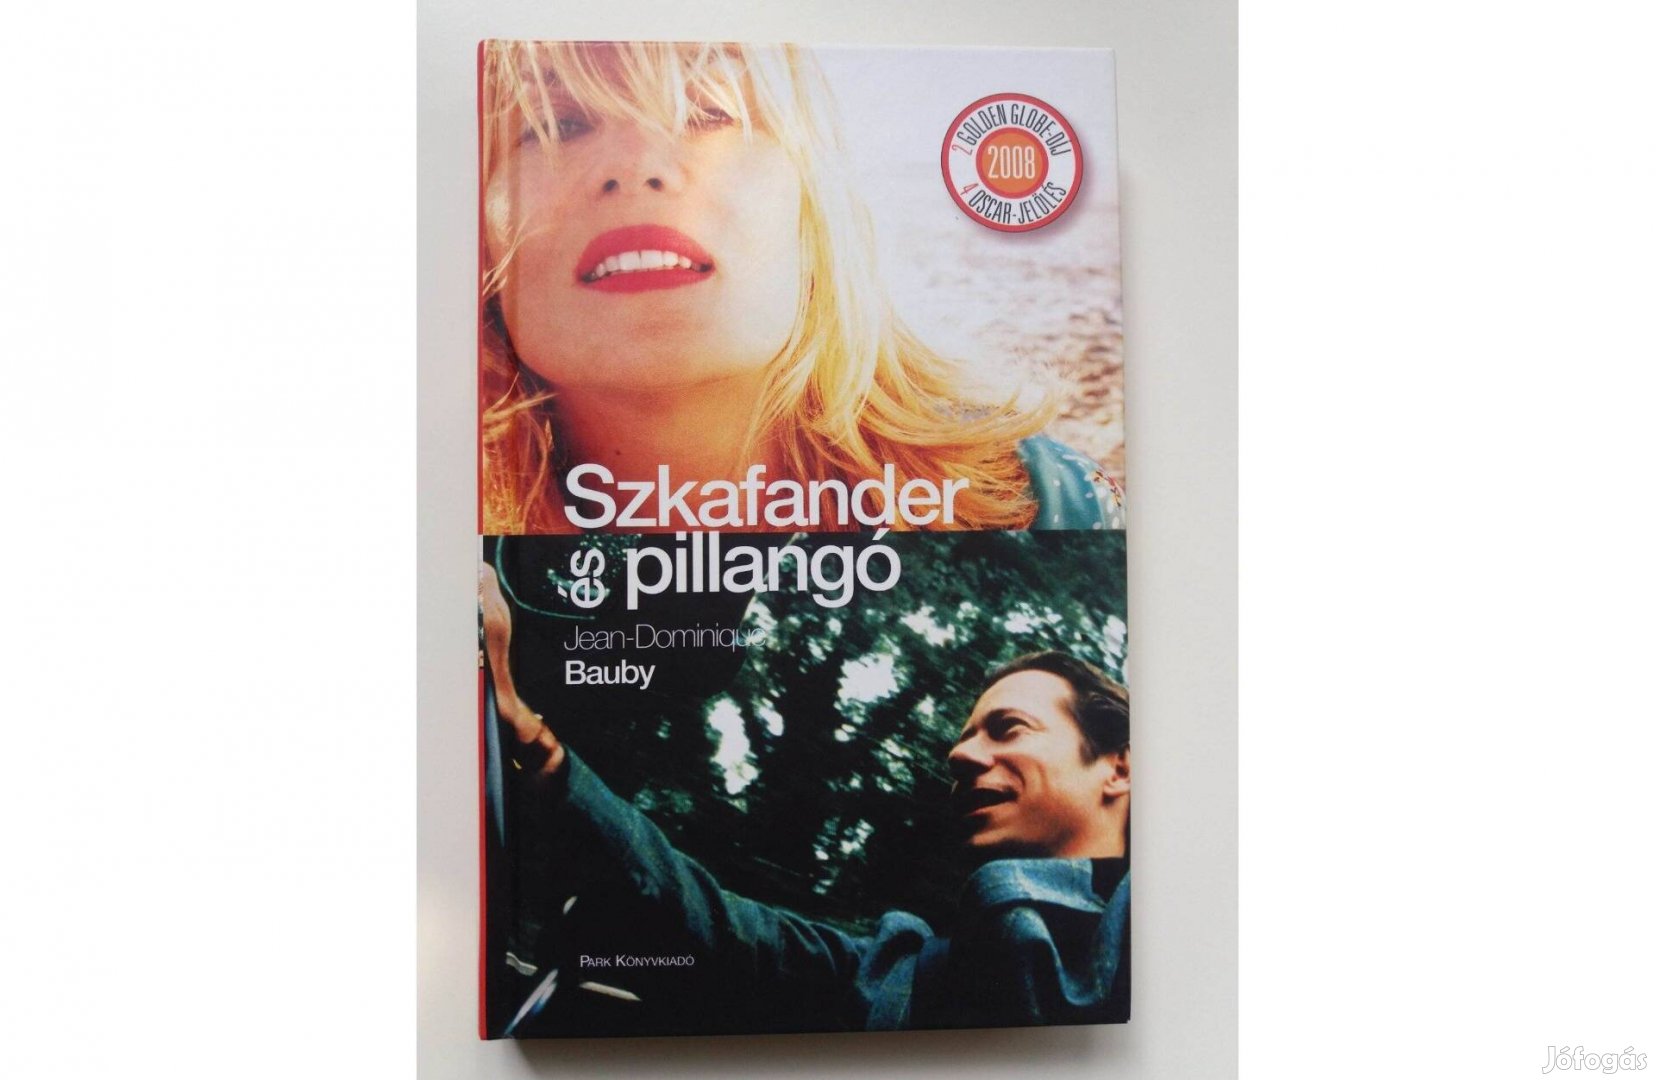 2 GOLDEN GLOBE-DÍJ
2008
4 OSCAR-JELÖLÉS
Szkafander
és pillangó
Jean-Dominique
Bauby
PARK KÖNYVKIADÓ
Jófogás